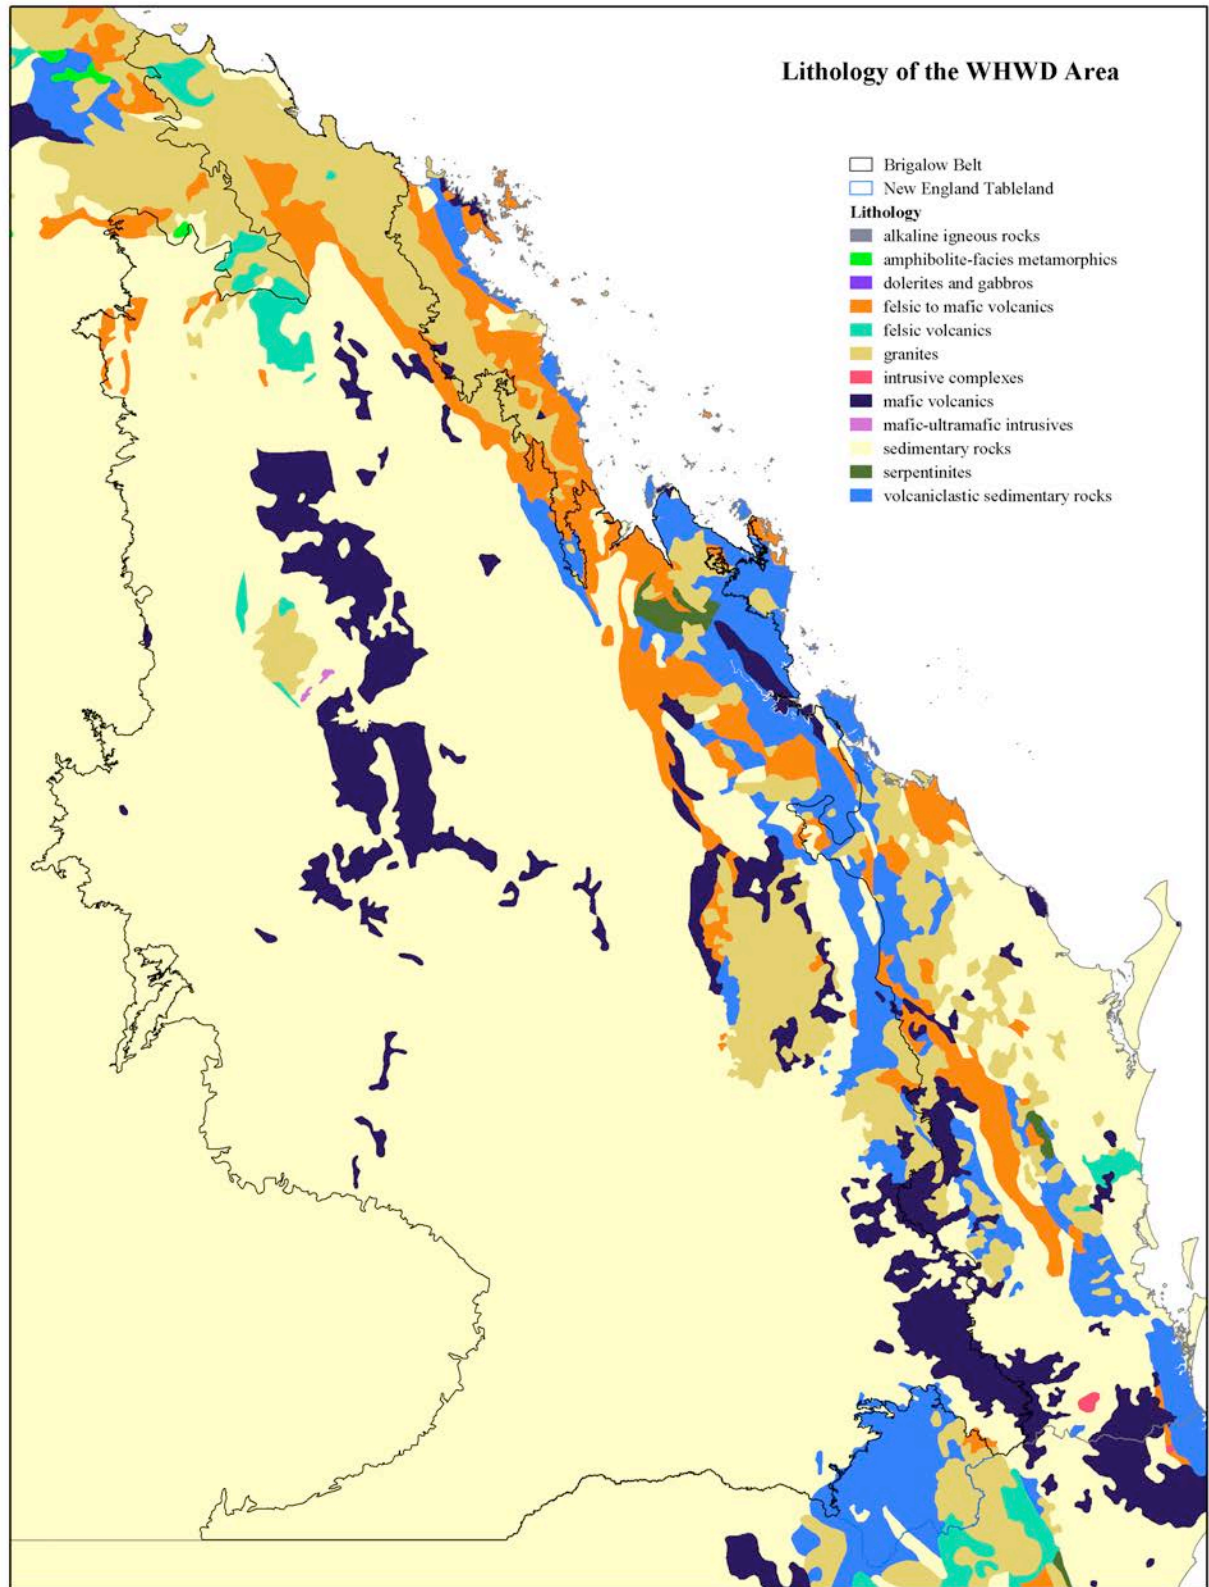 Lithology of the WHWD Area
Brigalow Belt
New England Tableland
Lithology
alkaline igneous rocks
amphibolite-facies metamorphics
dolerites and gabbros
felsic to mafic volcanics
felsic volcanics
granites
intrusive complexes
mafic volcanics
mafic-ultramafic intrusives
sedimentary rocks
serpentinites
volcaniclastic sedimentary rocks